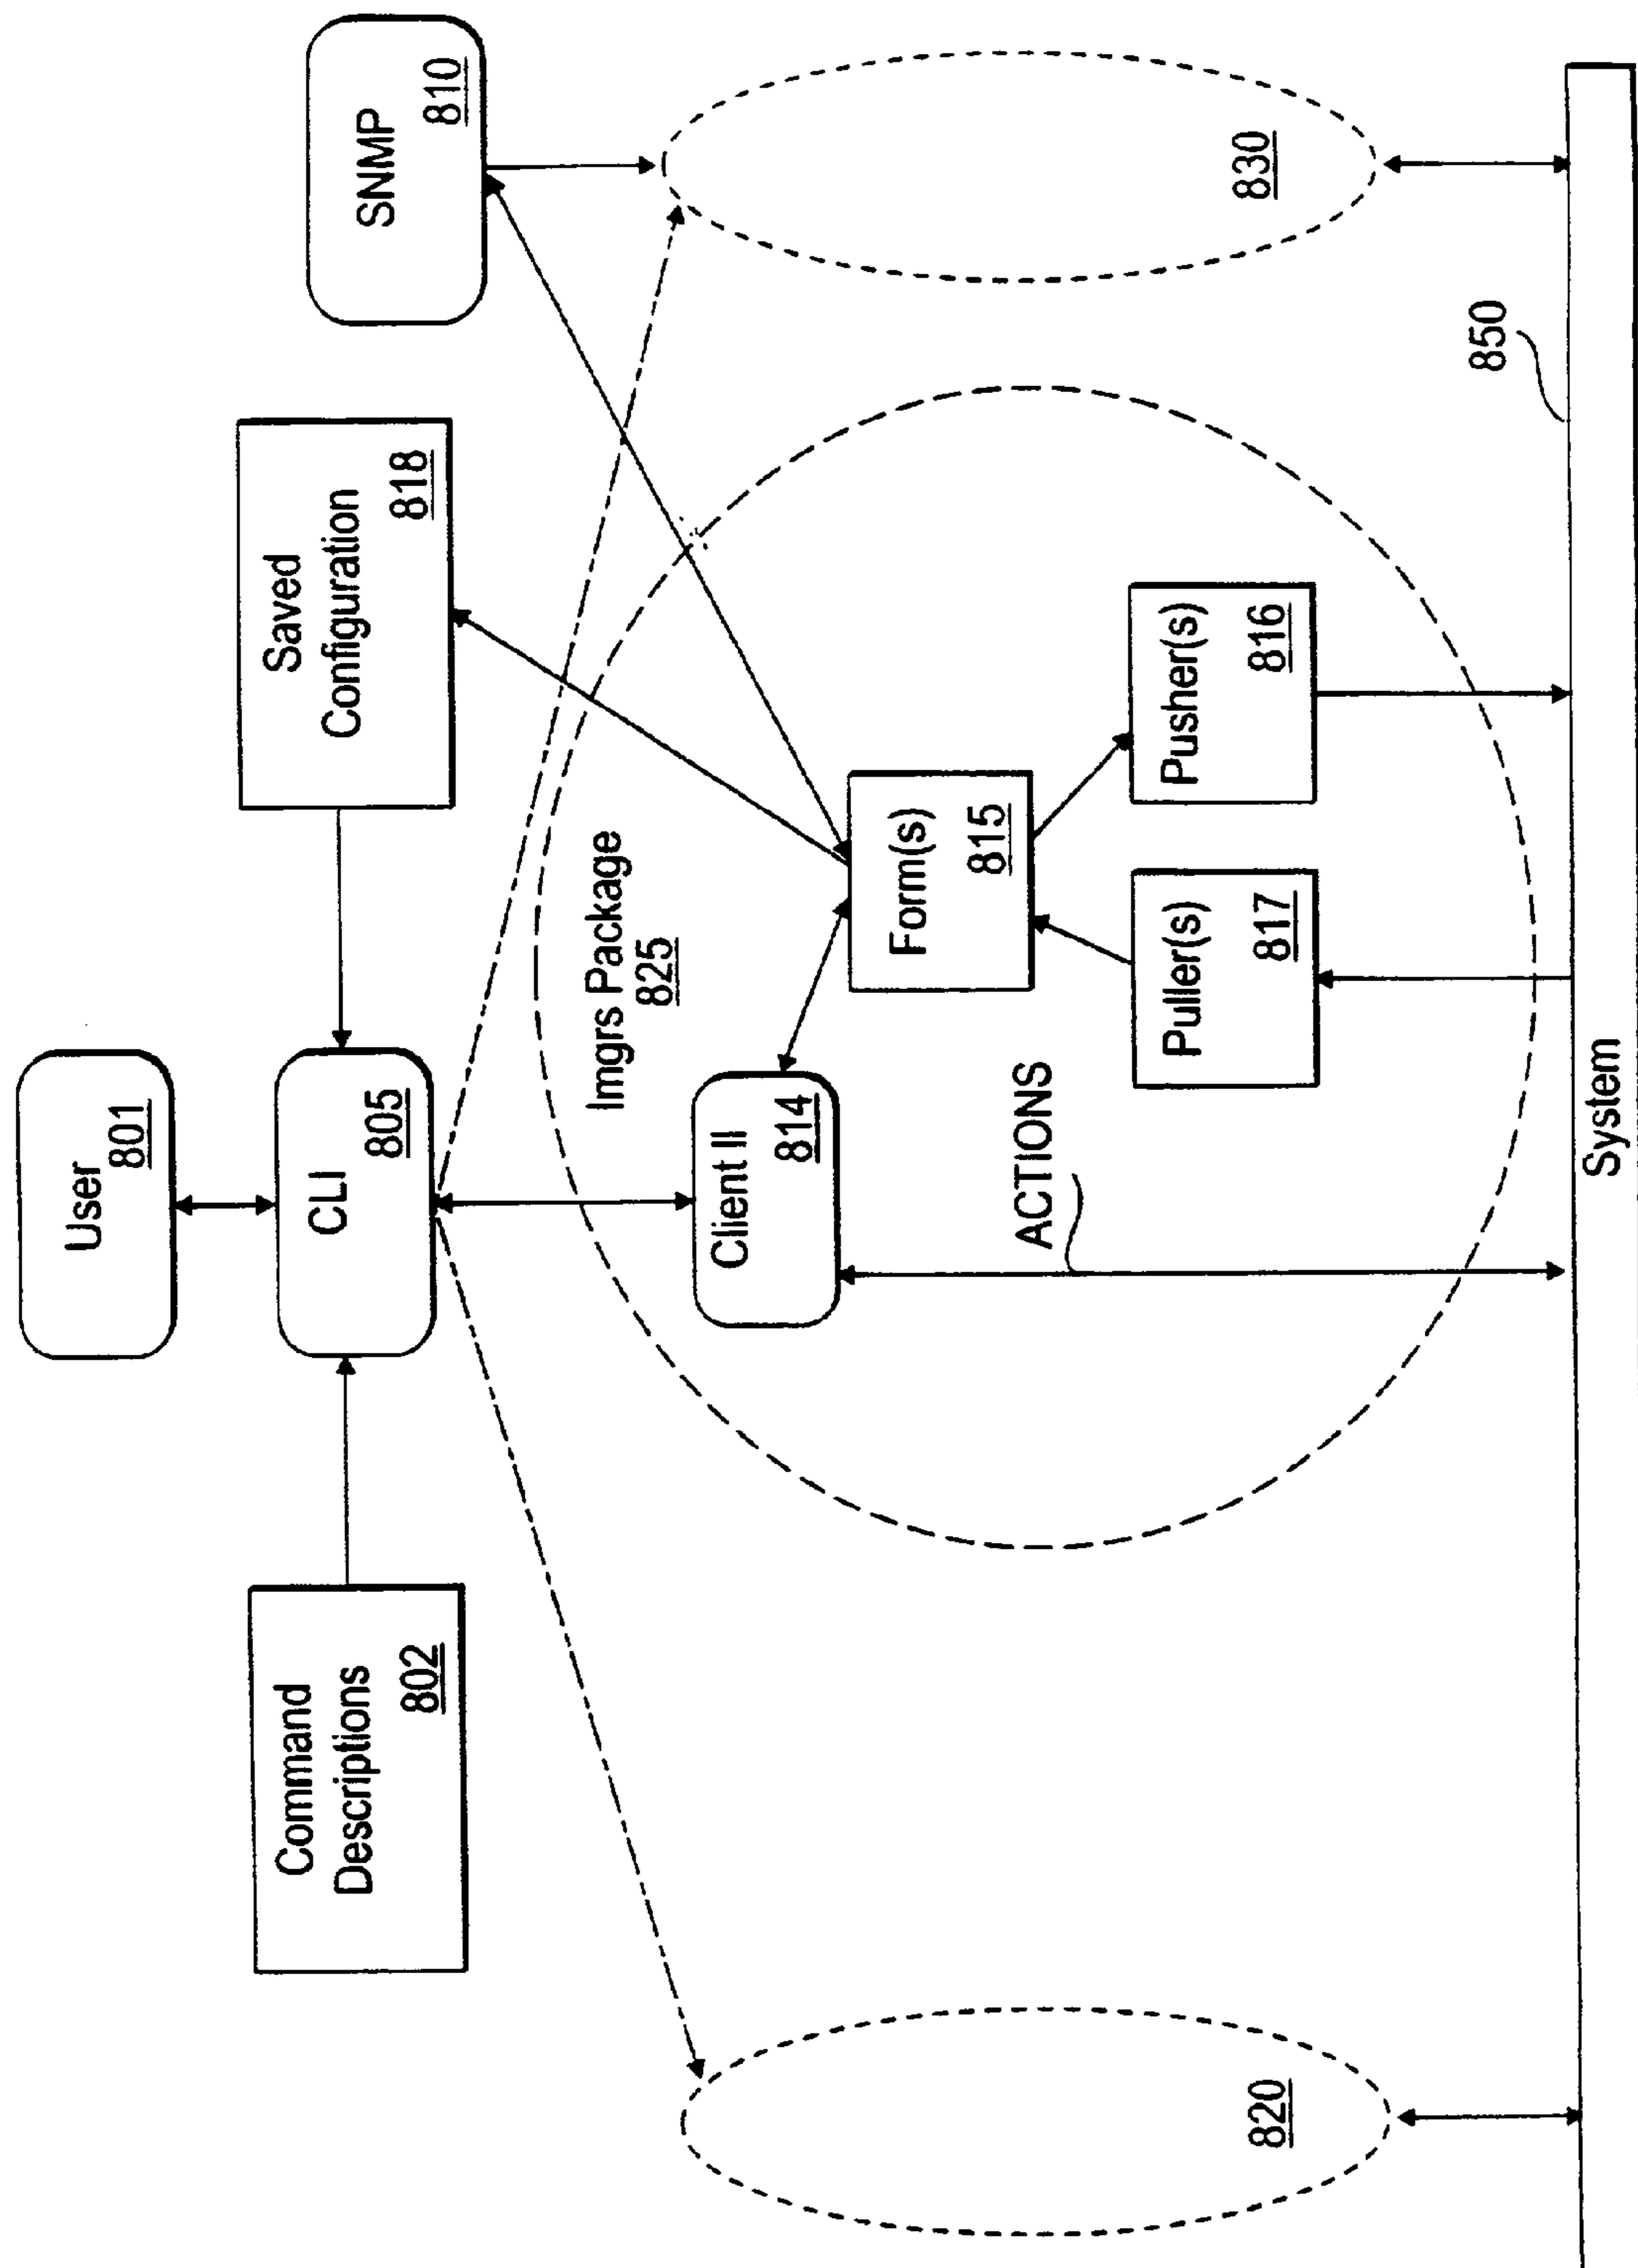 User
801
Command
Descriptions
802
CLI
805
Saved
Configuration
818
SNMP
810
Imgrs Package
825
Client II
814
Form(s)
815
ACTIONS
Puller(s)
817
Pusher(s)
816
820
830
850
System